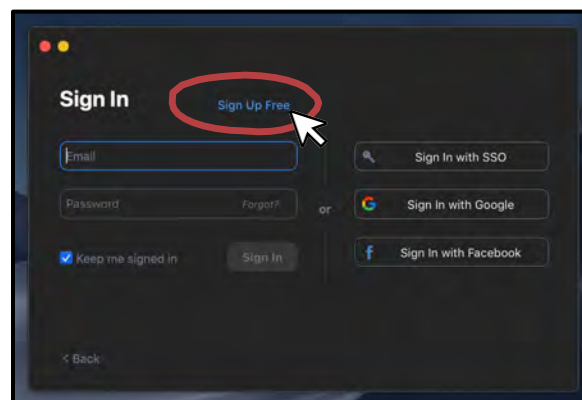 Sign In
Sign Up Free
Email
Password
Forgot?
Keep me signed in
Sign In
or
Sign In with SSO
Sign In with Google
Sign In with Facebook
< Back